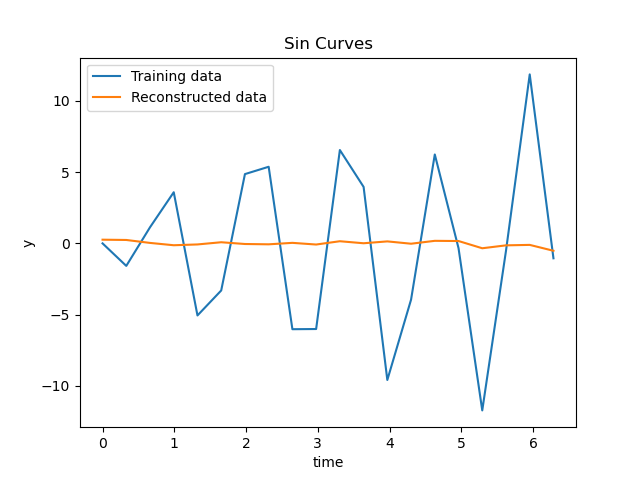 Sin Curves
Training data
Reconstructed data
10
5
0
−5
−10
y
0 1 2 3 4 5 6
time